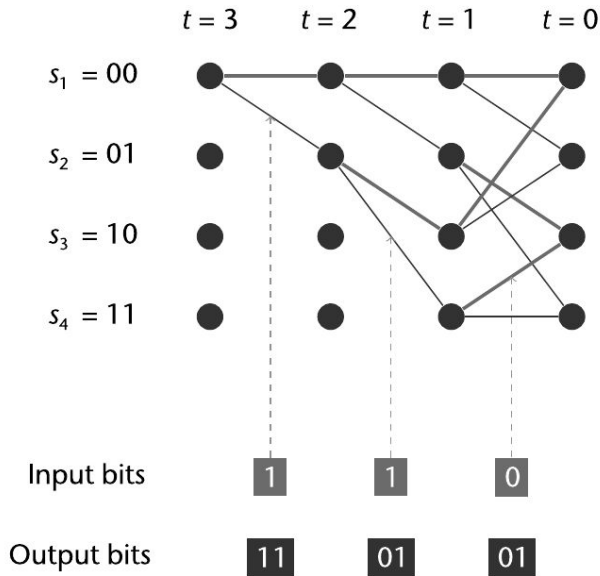 t = 3 t = 2 t = 1 t = 0
s1 = 00
s2 = 01
s3 = 10
s4 = 11
Input bits 1 1 0
Output bits 11 01 01